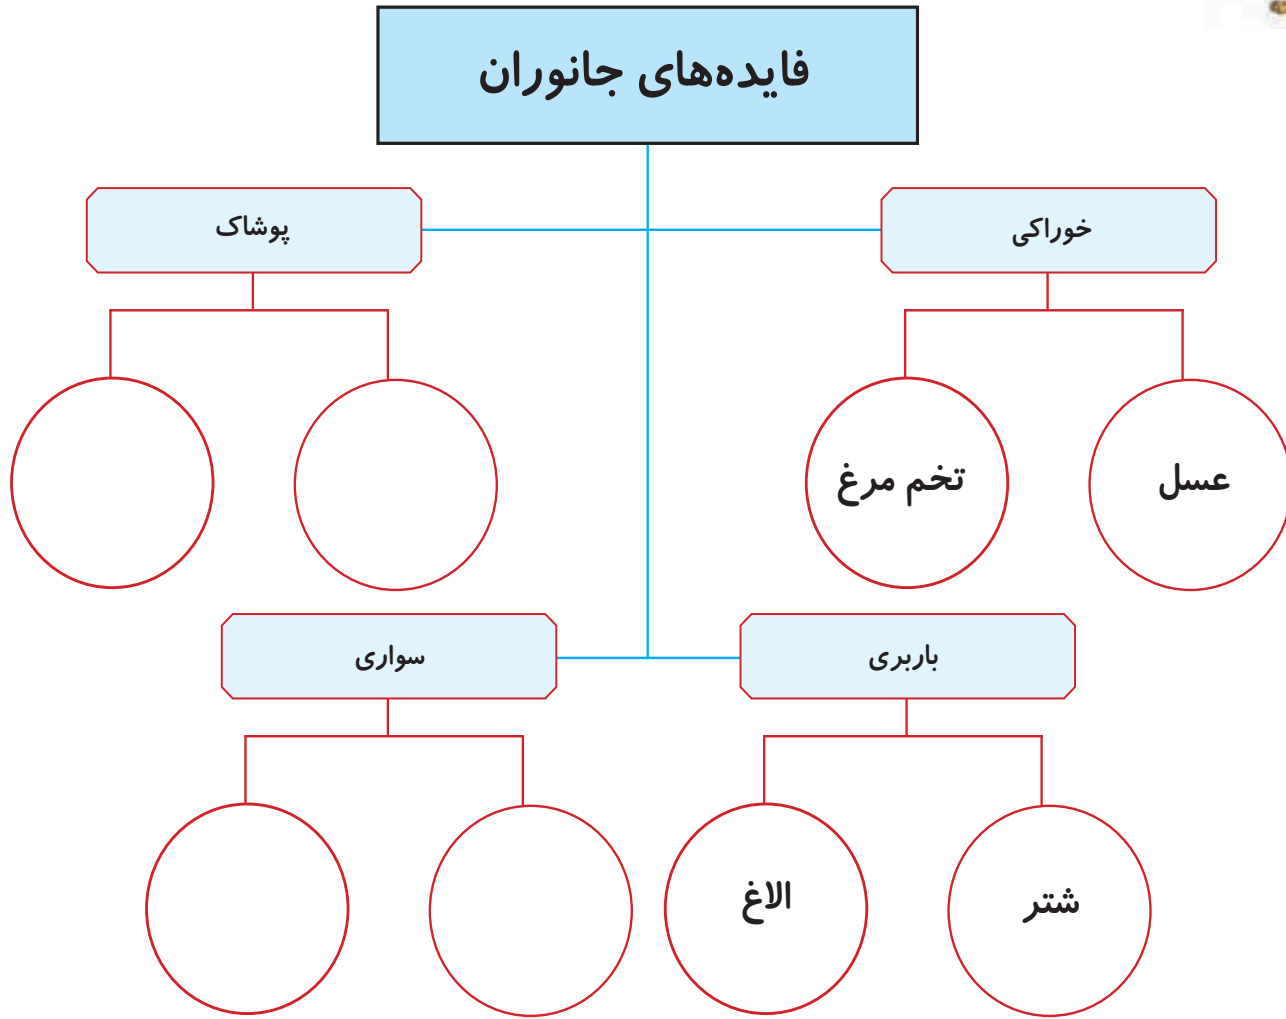 فایده‌های جانوران
خوراکی
پوشاک
عسل
تخم مرغ
باربری
سواری
شتر
الاغ